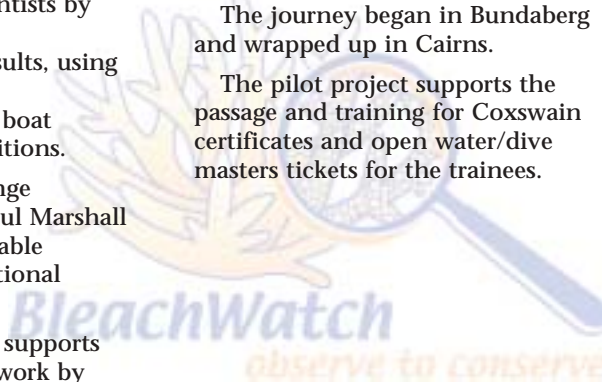 ntists by
sults, using
boat
itions.
nge
ul Marshall
able
tional
supports
work by
The journey began in Bundaberg
and wrapped up in Cairns.
The pilot project supports the
passage and training for Coxswain
certificates and open water/dive
masters tickets for the trainees.
BleachWatch
observe to conserve